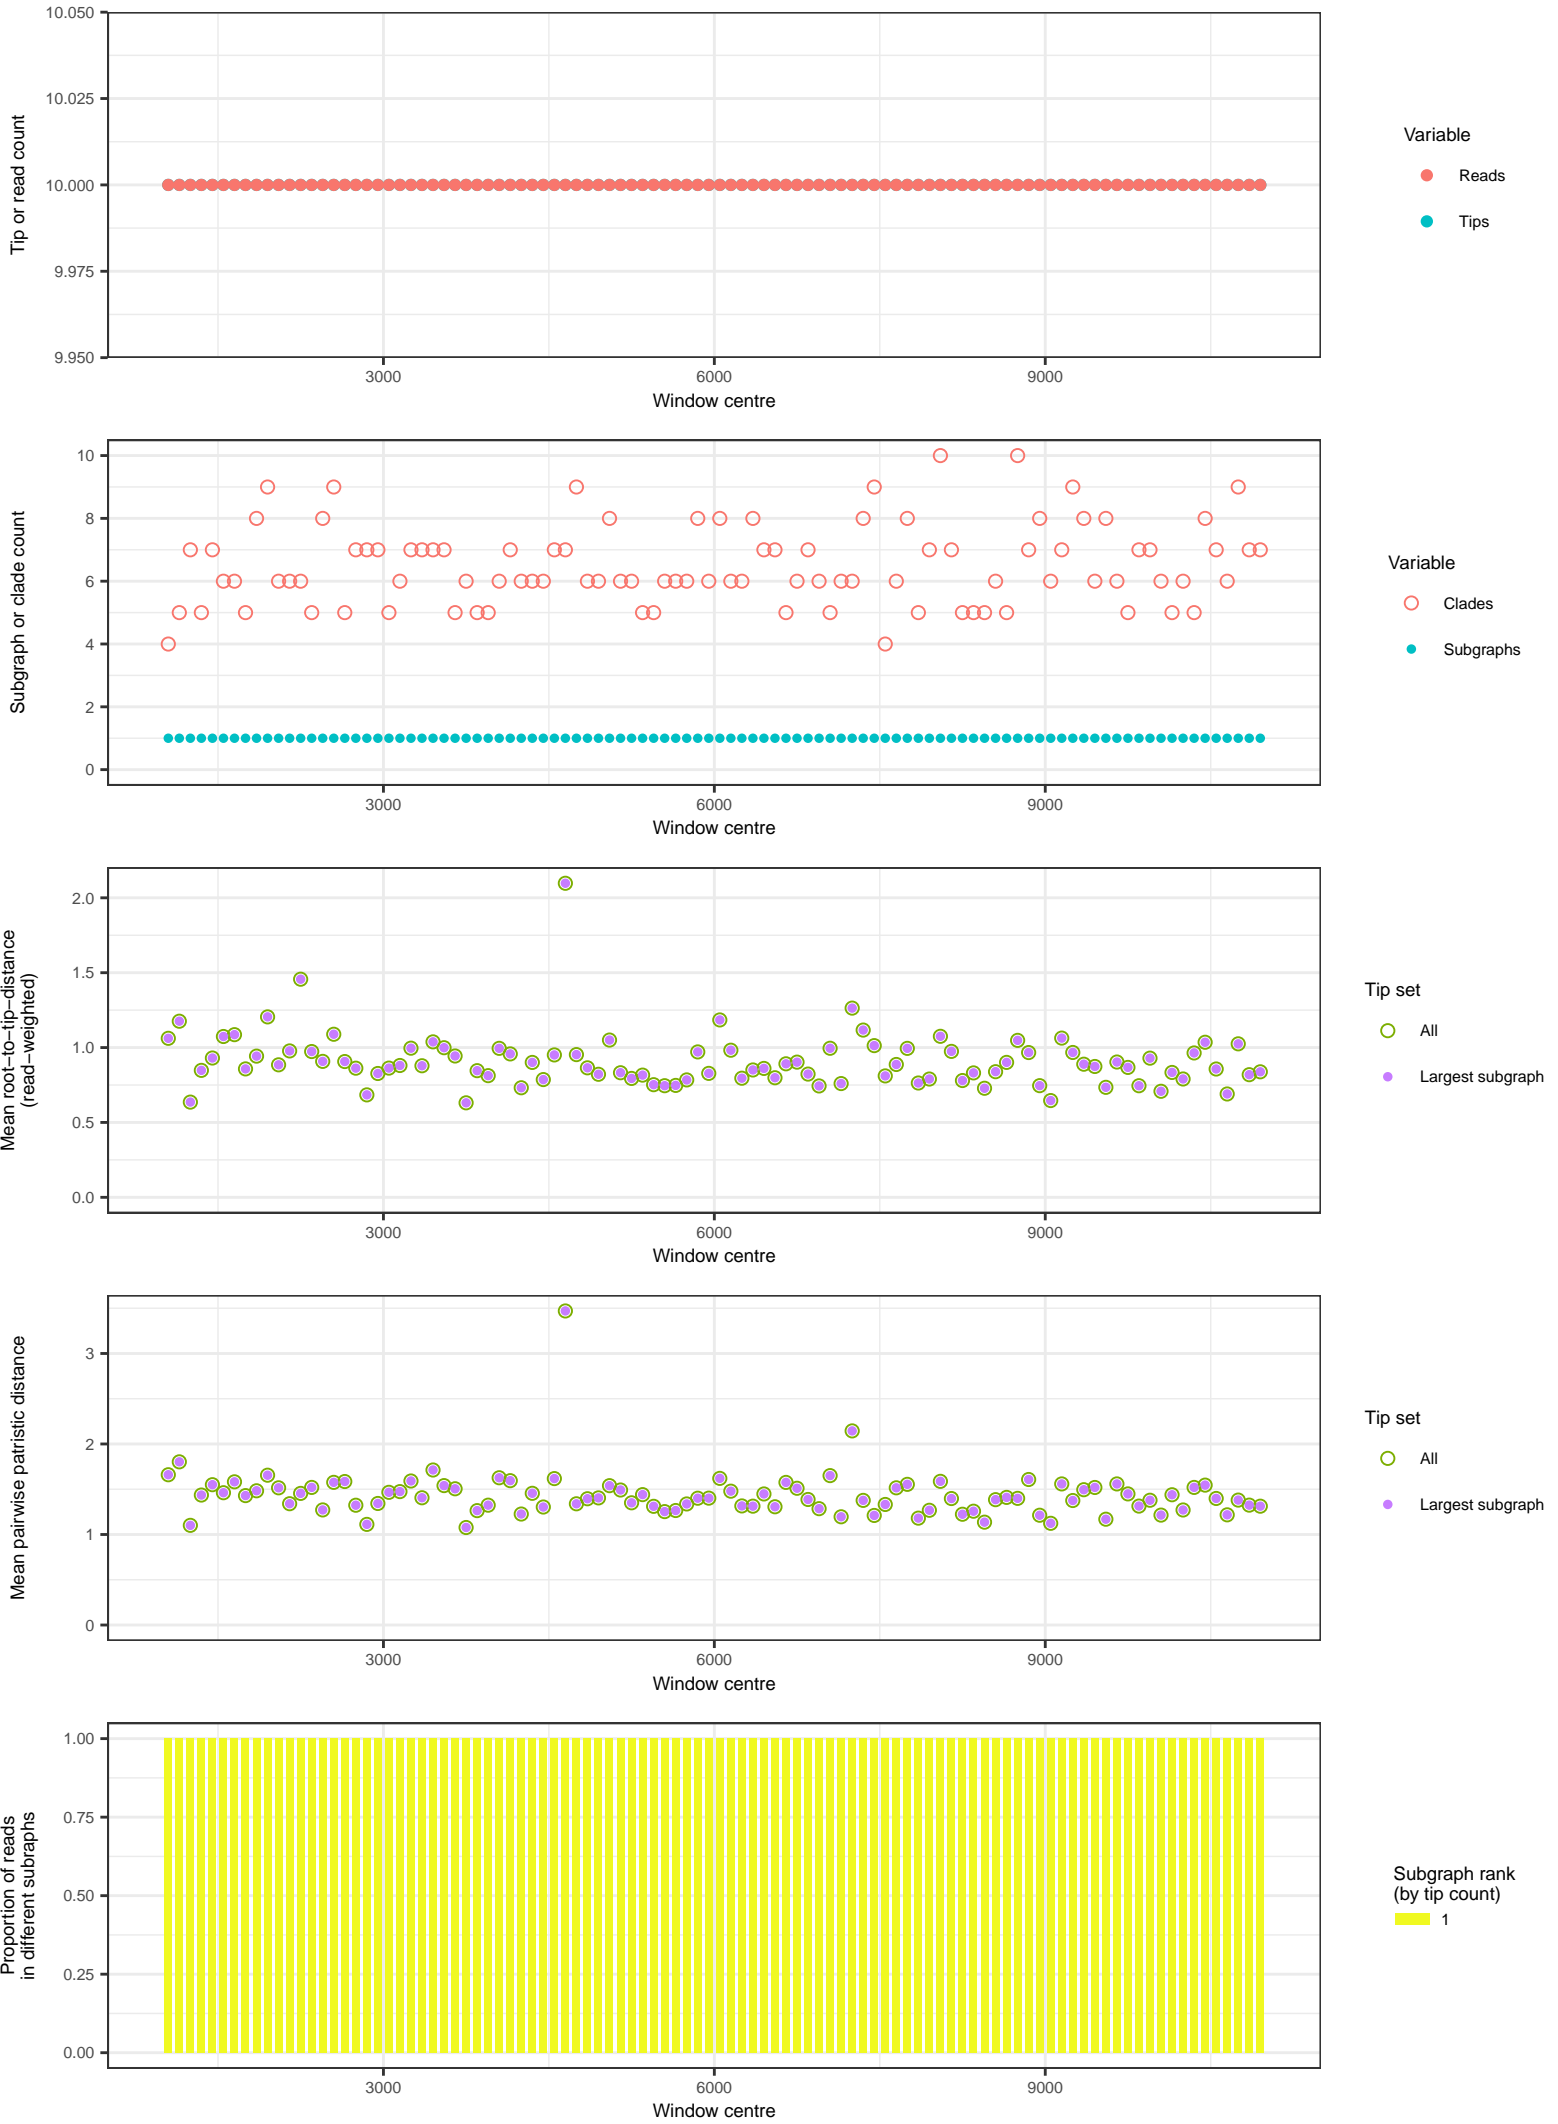 10.050
10.025
10.000
9.975
9.950
Tip or read count
3000
6000
9000
Window centre
Variable
Reads
Tips
10
8
6
4
2
0
Subgraph or clade count
3000
6000
9000
Window centre
Variable
Clades
Subgraphs
2.0
1.5
1.0
0.5
0.0
Mean root−to−tip−distance
(read−weighted)
3000
6000
9000
Window centre
Tip set
All
Largest subgraph
3
2
1
0
Mean pairwise patristic distance
3000
6000
9000
Window centre
Tip set
All
Largest subgraph
1.00
0.75
0.50
0.25
0.00
Proportion of reads
in different subraphs
3000
6000
9000
Window centre
Subgraph rank
(by tip count)
1